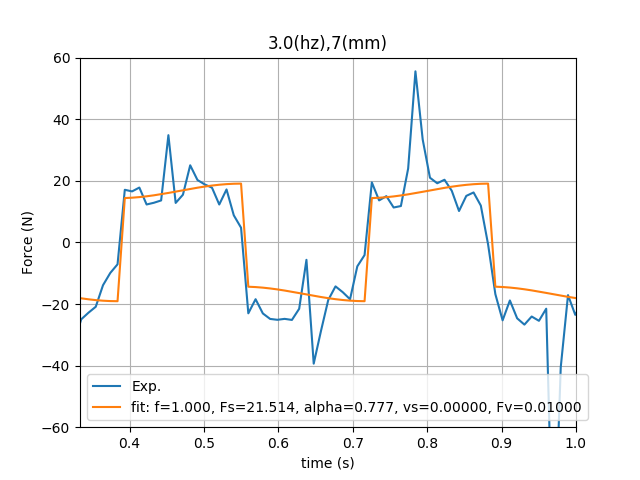 3.0(hz),7(mm)
60
40
20
0
−20
−40
−60
Force (N)
Exp.
fit: f=1.000, Fs=21.514, alpha=0.777, vs=0.00000, Fv=0.01000
0.4 0.5 0.6 0.7 0.8 0.9 1.0
time (s)